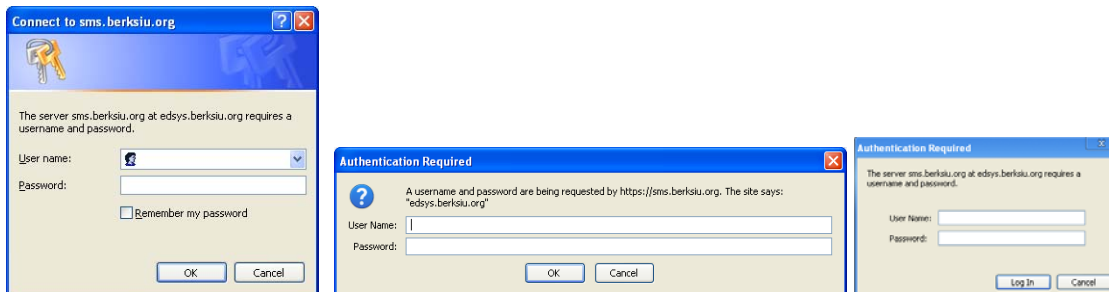 Connect to sms.berksiu.org
The server sms.berksiu.org at edsys.berksiu.org requires a
username and password.
User name:
Password:
Remember my password
OK Cancel
Authentication Required
A username and password are being requested by https://sms.berksiu.org. The site says:
"edsys.berksiu.org"
User Name:
Password:
OK Cancel
Authentication Required
The server sms.berksiu.org at edsys.berksiu.org requires a
username and password.
User Name:
Password:
Log In Cancel